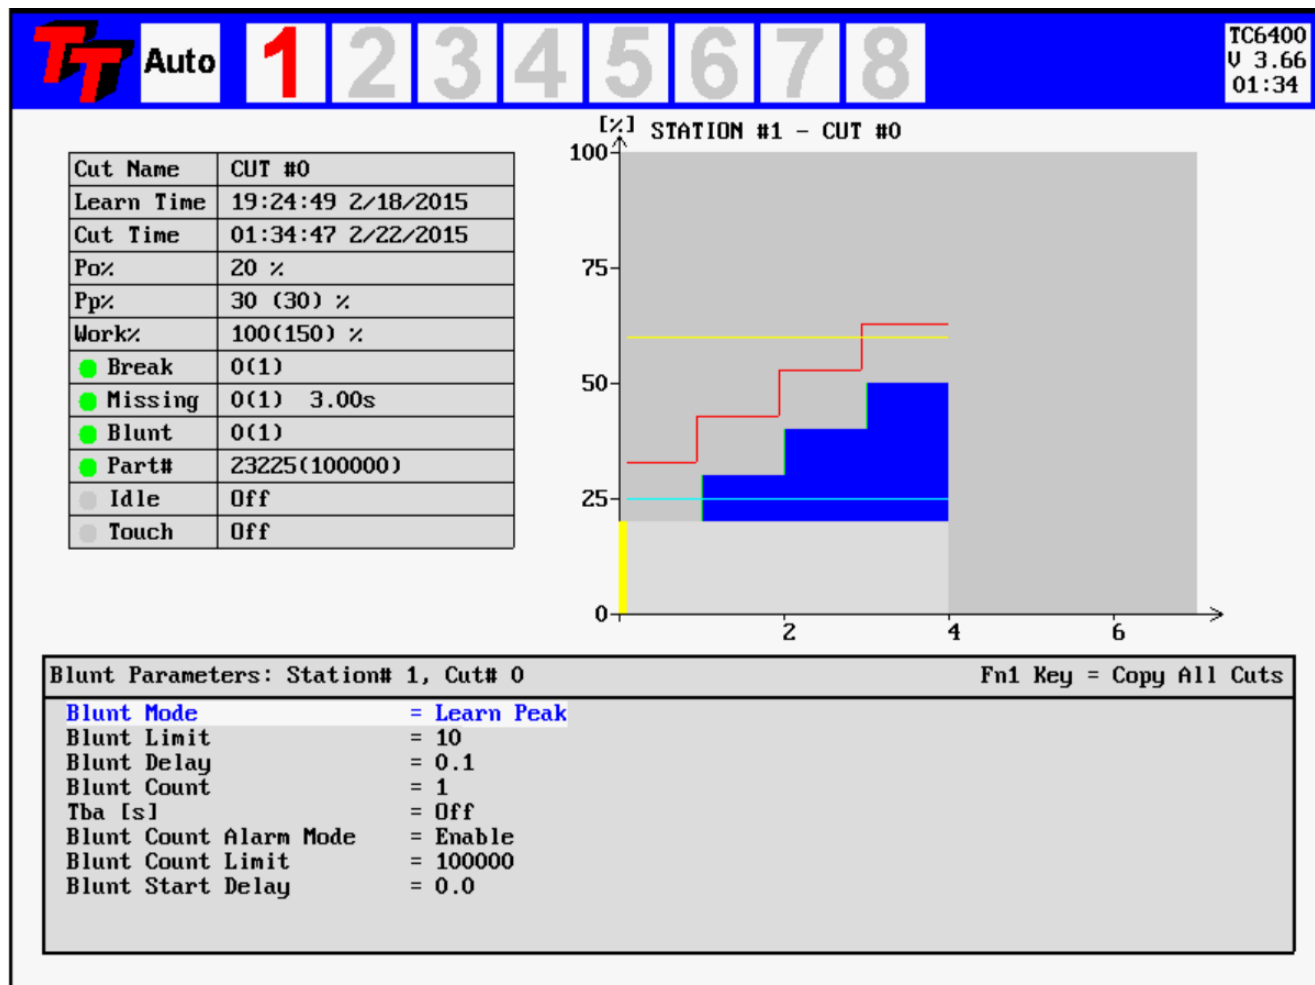 TT Auto 1 2 3 4 5 6 7 8
TC6400
V 3.66
01:34
Cut Name CUT #0
Learn Time 19:24:49 2/18/2015
Cut Time 01:34:47 2/22/2015
Po% 20 %
Pp% 30 (30) %
Work% 100(150) %
Break 0(1)
Missing 0(1) 3.00s
Blunt 0(1)
Part# 23225(100000)
Idle Off
Touch Off
[%] STATION #1 - CUT #0
100
75
50
25
0
2 4 6
Blunt Parameters: Station# 1, Cut# 0 Fn1 Key = Copy All Cuts
Blunt Mode = Learn Peak
Blunt Limit = 10
Blunt Delay = 0.1
Blunt Count = 1
Tba [s] = Off
Blunt Count Alarm Mode = Enable
Blunt Count Limit = 100000
Blunt Start Delay = 0.0